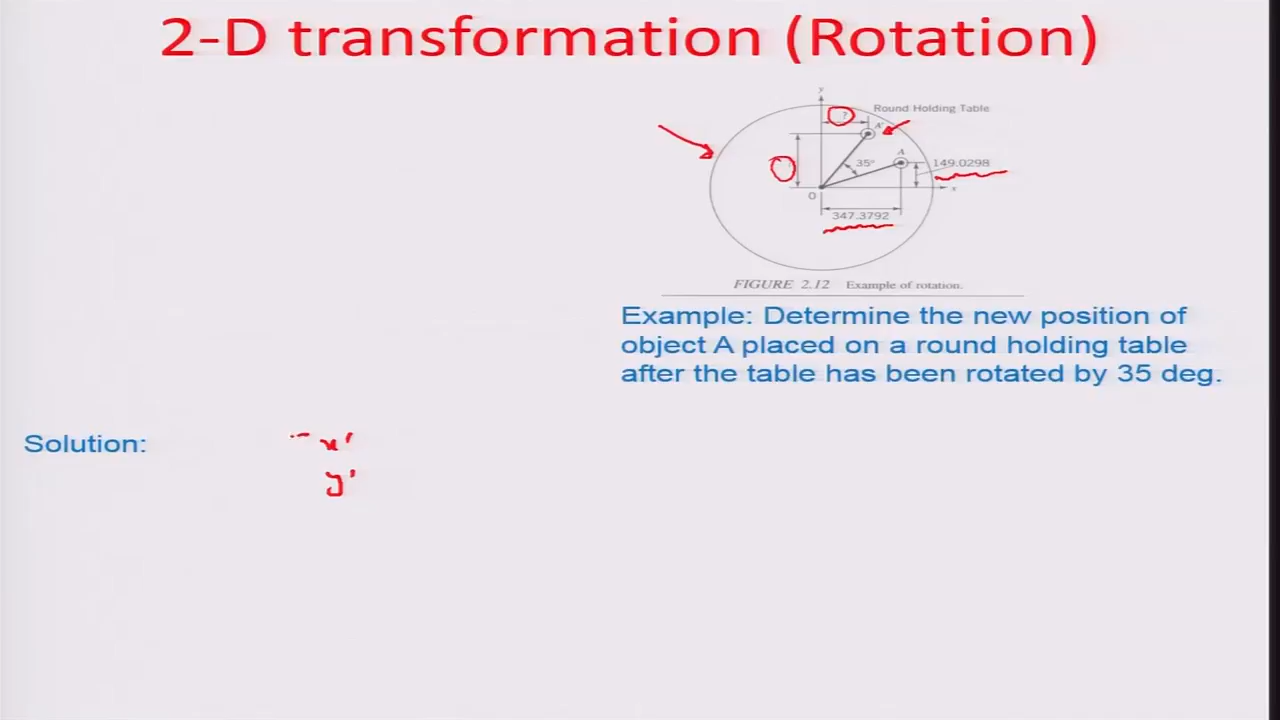 2-D transformation (Rotation)
y
Round Holding Table
?
A'
A
35°
149.0298
x
O
347.3792
FIGURE 2.12 Example of rotation.
Example: Determine the new position of
object A placed on a round holding table
after the table has been rotated by 35 deg.
Solution:
x'
y'